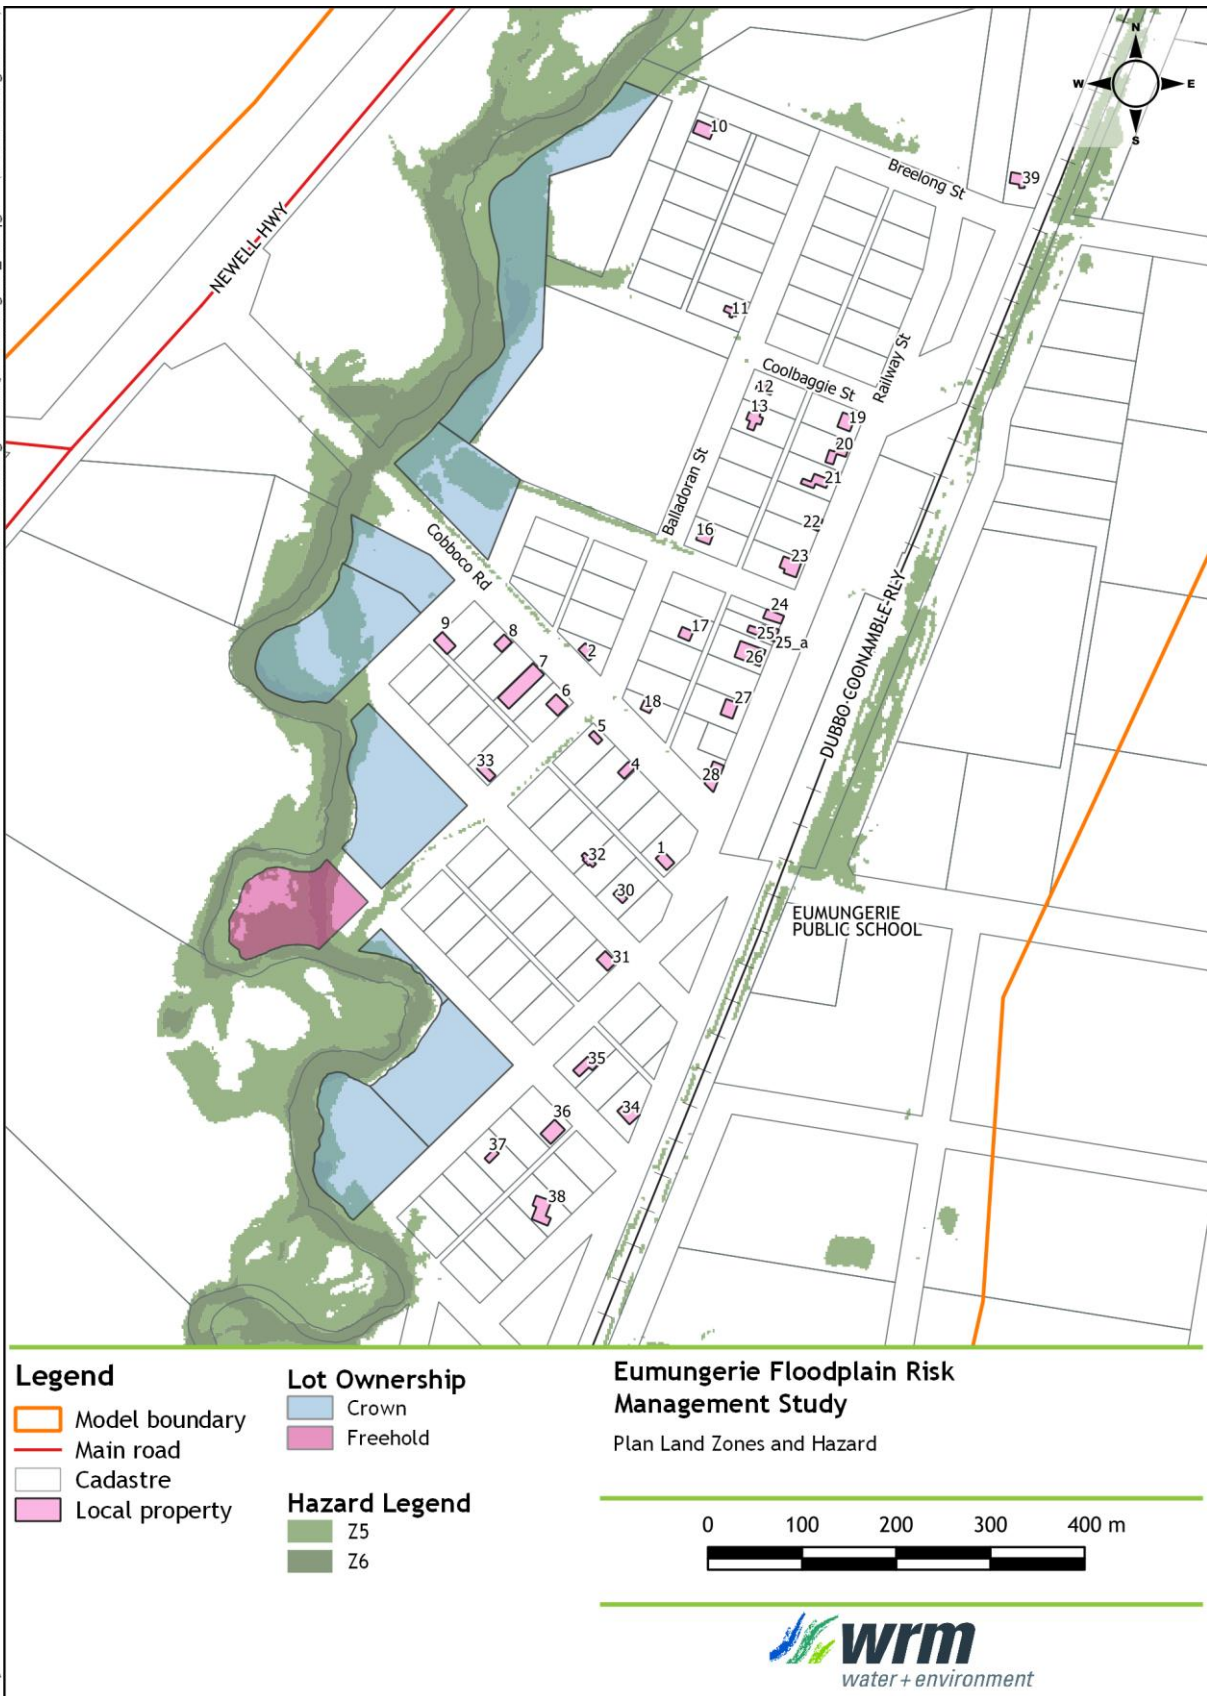 N
W
E
S
10
39
Breelong St
NEWELL HWY
11
Coolbaggie St
Railway St
12
13
19
20
21
Balladoran St
22
16
23
Cobboco Rd
24
9
8
17
25
25_a
2
26
7
DUBBO-COONAMBLE-RLY
6
18
27
5
33
4
28
1
32
30
EUMUNGERIE
PUBLIC SCHOOL
31
35
36
34
37
38
Legend
Model boundary
Main road
Cadastre
Local property
Lot Ownership
Crown
Freehold
Hazard Legend
Z5
Z6
Eumungerie Floodplain Risk
Management Study
Plan Land Zones and Hazard
0 100 200 300 400 m
wrm
water + environment